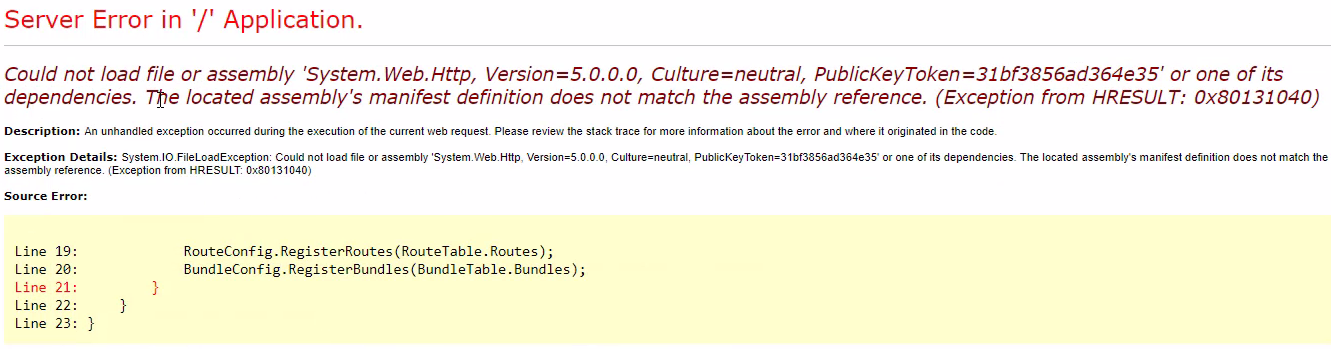 Server Error in '/' Application.
Could not load file or assembly 'System.Web.Http, Version=5.0.0.0, Culture=neutral, PublicKeyToken=31bf3856ad364e35' or one of its
dependencies. The located assembly's manifest definition does not match the assembly reference. (Exception from HRESULT: 0x80131040)
Description: An unhandled exception occurred during the execution of the current web request. Please review the stack trace for more information about the error and where it originated in the code.
Exception Details: System.IO.FileLoadException: Could not load file or assembly 'System.Web.Http, Version=5.0.0.0, Culture=neutral, PublicKeyToken=31bf3856ad364e35' or one of its dependencies. The located assembly's manifest definition does not match the
assembly reference. (Exception from HRESULT: 0x80131040)
Source Error:
Line 19:             RouteConfig.RegisterRoutes(RouteTable.Routes);
Line 20:             BundleConfig.RegisterBundles(BundleTable.Bundles);
Line 21:         }
Line 22:     }
Line 23: }